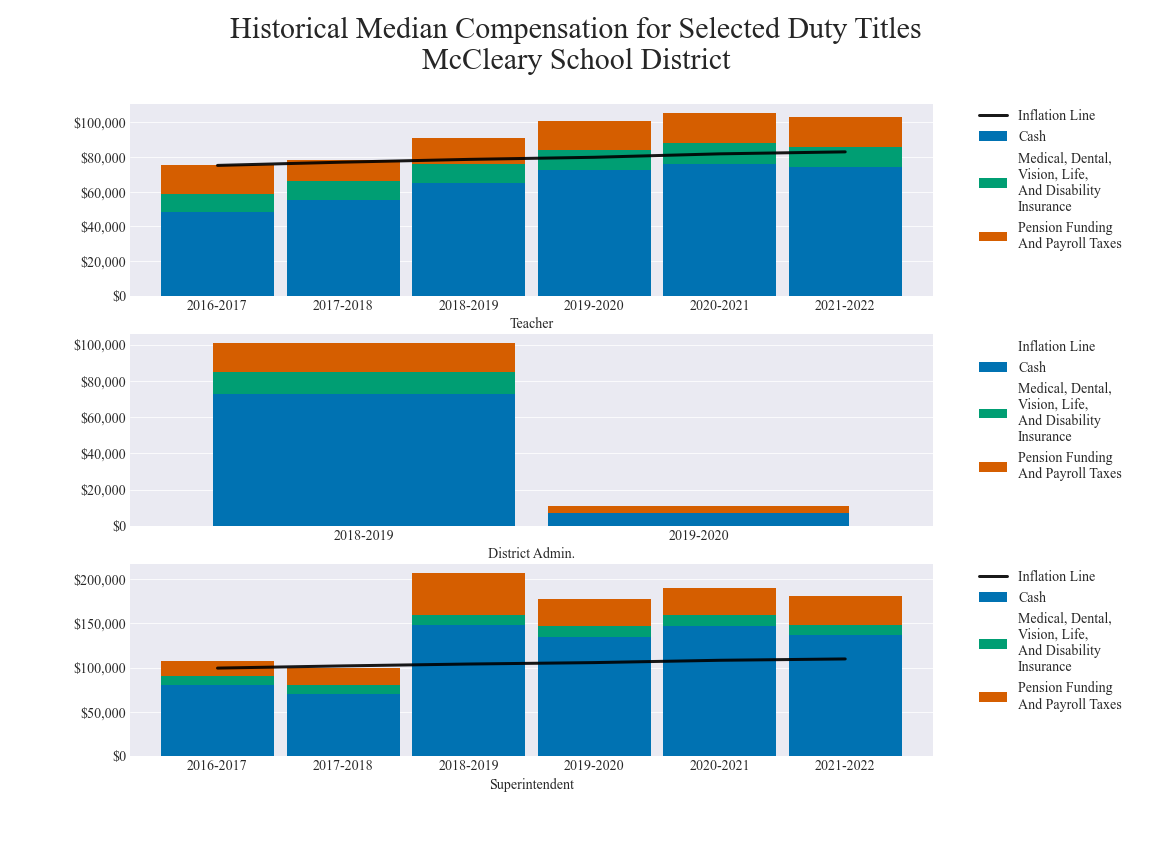 Historical Median Compensation for Selected Duty Titles
McCleary School District
$100,000
$80,000
$60,000
$40,000
$20,000
$0
2016-2017
2017-2018
2018-2019
2019-2020
2020-2021
2021-2022
Teacher
Inflation Line
Cash
Medical, Dental,
Vision, Life,
And Disability
Insurance
Pension Funding
And Payroll Taxes
$100,000
$80,000
$60,000
$40,000
$20,000
$0
2018-2019
2019-2020
District Admin.
Inflation Line
Cash
Medical, Dental,
Vision, Life,
And Disability
Insurance
Pension Funding
And Payroll Taxes
$200,000
$150,000
$100,000
$50,000
$0
2016-2017
2017-2018
2018-2019
2019-2020
2020-2021
2021-2022
Superintendent
Inflation Line
Cash
Medical, Dental,
Vision, Life,
And Disability
Insurance
Pension Funding
And Payroll Taxes